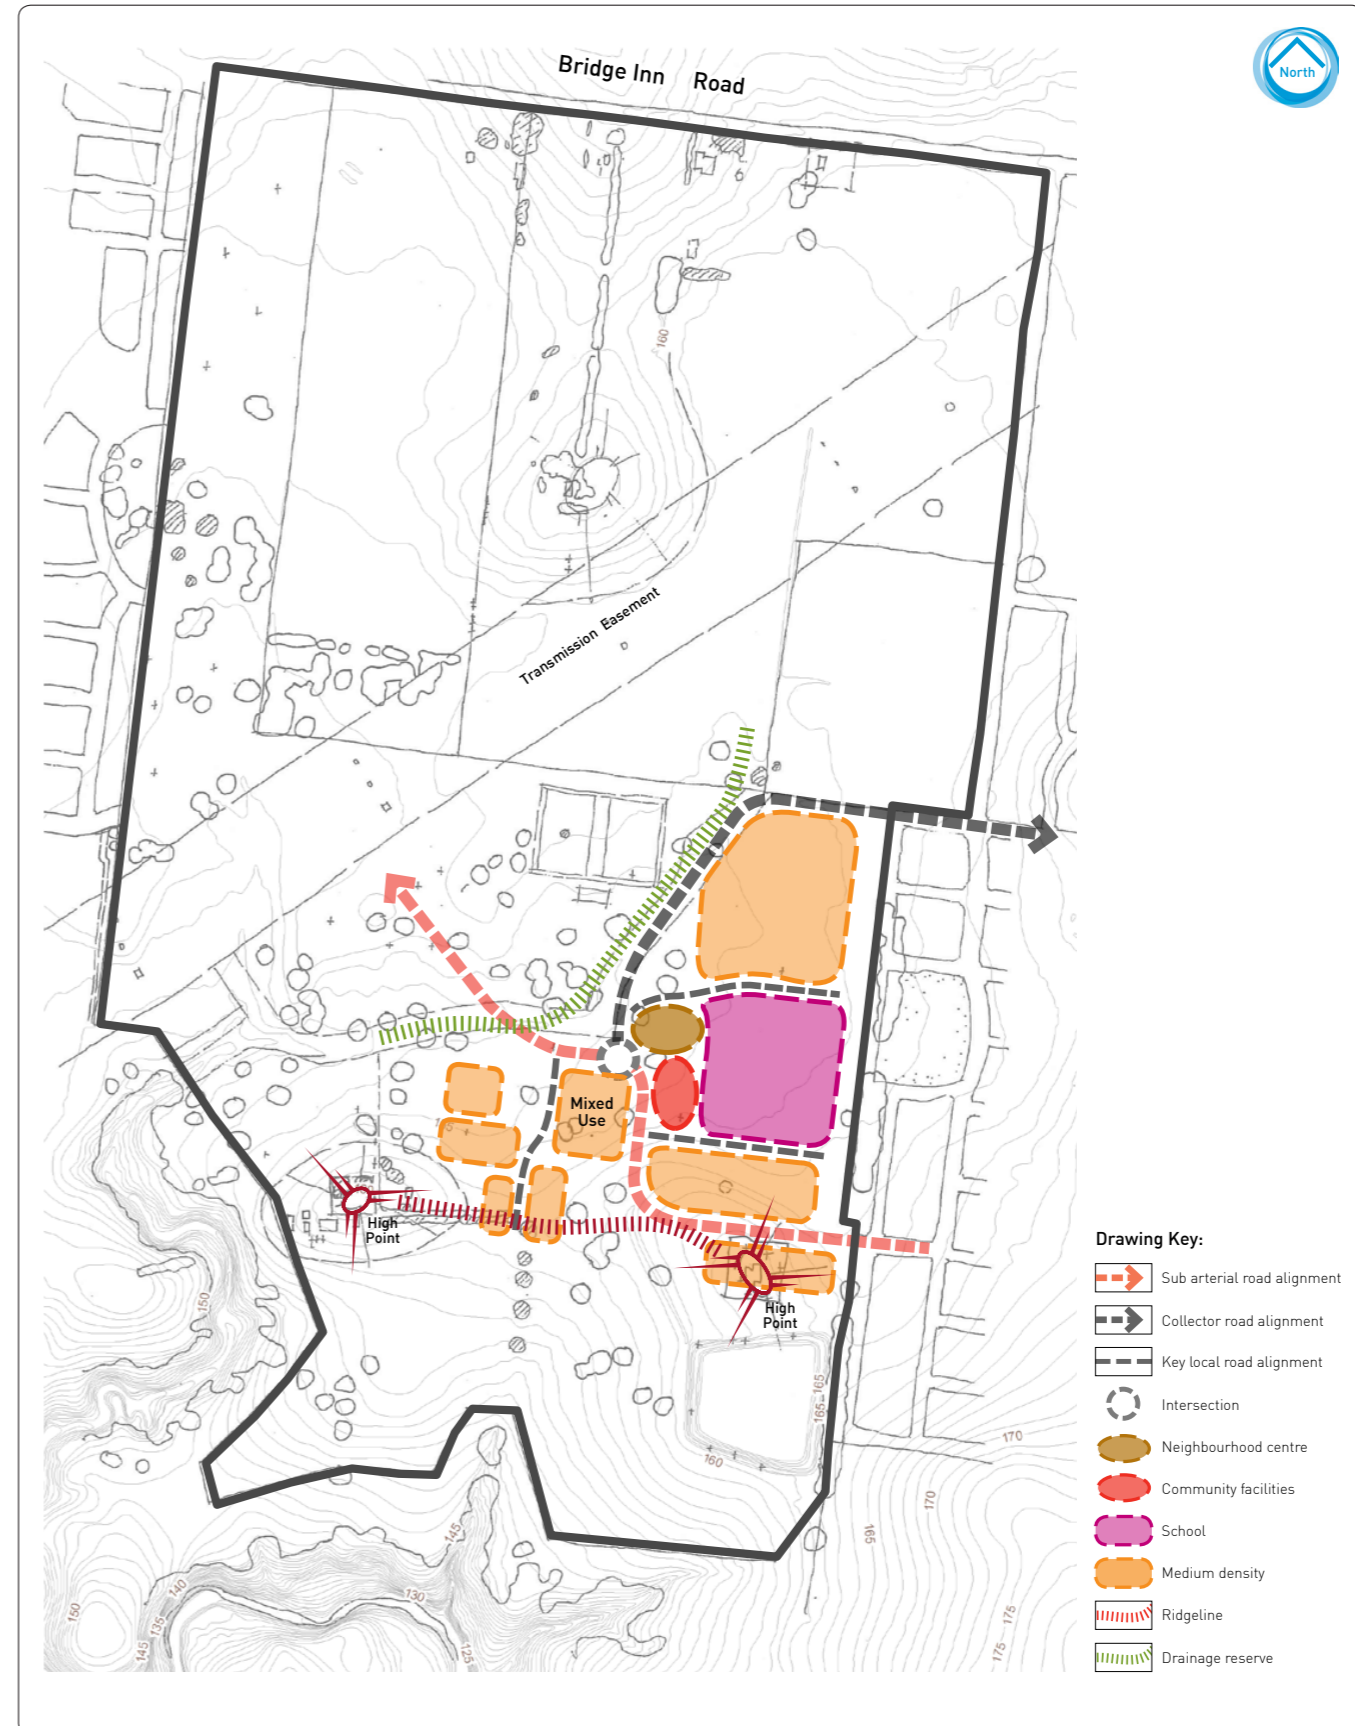 Bridge Inn Road
North
160
Transmission Easement
Mixed
Use
High
Point
High
Point
150
165
165
160
170
170
165
145
140
130
150
135
145
125
175
175
Drawing Key:
Sub arterial road alignment
Collector road alignment
Key local road alignment
Intersection
Neighbourhood centre
Community facilities
School
Medium density
Ridgeline
Drainage reserve